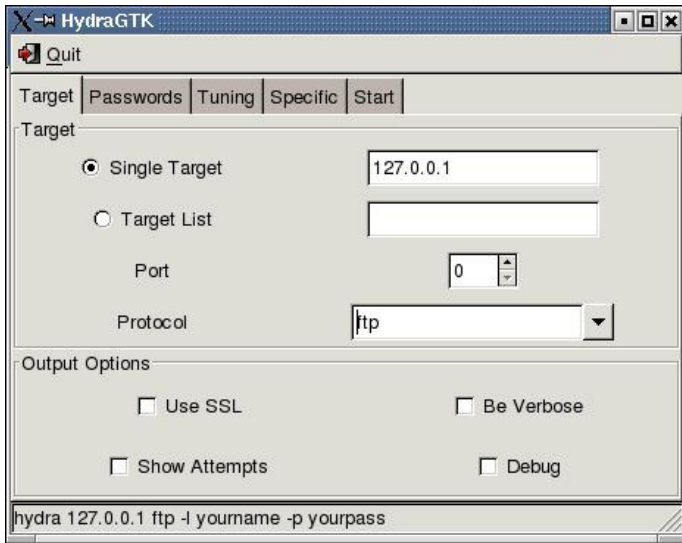 HydraGTK
Quit
Target Passwords Tuning Specific Start
Target
Single Target 127.0.0.1
Target List
Port 0
Protocol ftp
Output Options
Use SSL Be Verbose
Show Attempts Debug
hydra 127.0.0.1 ftp -l yourname -p yourpass